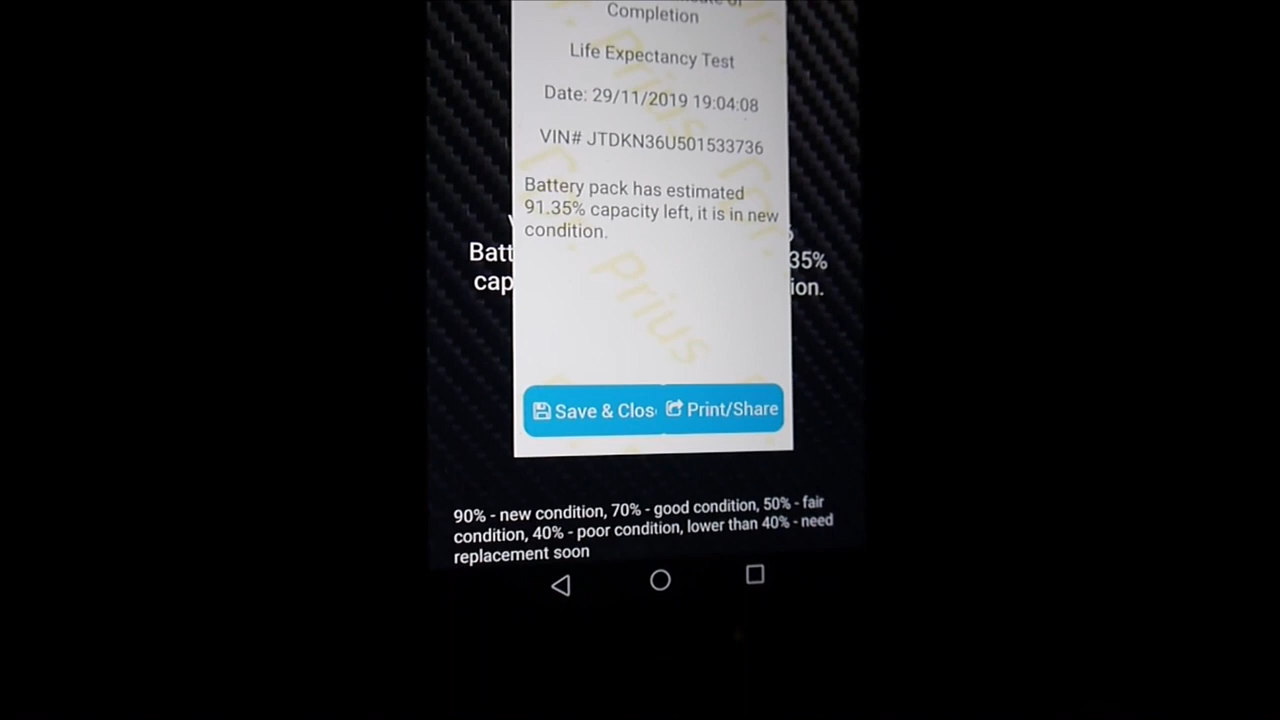 Completion
Life Expectancy Test
Date: 29/11/2019 19:04:08
VIN# JTDKN36U501533736
Battery pack has estimated
91.35% capacity left, it is in new
condition.
Batt
35%
cap
ion.
Prius
Prius
Save & Clos
Print/Share
90% - new condition, 70% - good condition, 50% - fair
condition, 40% - poor condition, lower than 40% - need
replacement soon